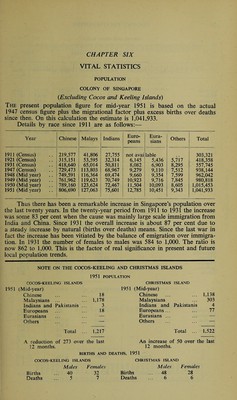 CHAPTER SIX
VITAL STATISTICS
POPULATION
COLONY OF SINGAPORE
(Excluding Cocos and Keeling Islands)
THE present population figure for mid-year 1951 is based on the actual
1947 census figure plus the migrational factor plus excess births over deaths
since then. On this calculation the estimate is 1,041,933.
Details by race since 1911 are as follows:—
Year Chinese Malays Indians Euro-peans Eura-sians Others Total
1911 (Census) 219,577 41,806 27,755 not available 303,321
1921 (Census) 315,151 53,595 32,314 6,145 5,436 5,717 418,358
1931 (Census) 418,640 65,014 50,811 8,082 6,903 8,295 557,745
1947 (Census) 729,473 113,803 68,967 9,279 9,110 7,512 938,144
1948 (Mid year) 749,591 116,364 69,474 9,660 9,354 7,599 962,042
1949 (Mid year) 761,962 119,623 70,749 10,923 9,716 7,845 980,818
1950 (Mid year) 789,160 123,624 72,467 11,504 10,093 8,605 1,015,453
1951 (Mid year) 806,690 127,063 75,601 12,785 10,451 9,343 1,041,933
Thus there has been a remarkable increase in Singapore's population over
the last twenty years. In the twenty-year period from 1911 to 1931 the increase
was some 83 per cent when the cause was mainly large scale immigration from
India and China. Since 1931 the overall increase is about 87 per cent due to
a steady increase by natural (births over deaths) means. Since the last war in
fact the increase has been vitiated by the balance of emigration over immigra-
tion. In 1931 the number of females to males was 584 to 1,000. The ratio is
now 862 to 1,000. This is the factor of real significance in present and future
local population trends.
NOTE ON THE COCOS-KEELING AND CHRISTMAS ISLANDS
1951 POPULATION
COCOS-KEELING ISLANDS
1951 (Mid-year)
Chinese 18
Malays 1,178
Indians and Pakistanis 3
Europeans 18
Eurasians —
Others —
Total 1,217
A reduction of 273 over the last
12 months.
CHRISTMAS ISLAND
1951 (Mid-year)
Chinese 1,138
Malayans 303
Indians and Pakistanis 4
Europeans 77
Eurasians —
Others —
Total 1,522
An increase of 50 over the last
12 months.
BIRTHS AND DEATHS, 1951
COCOS-KEELING ISLANDS
Males Females
Births 40 32
Deaths 5 7
CHRISTMAS ISLAND
Males Females
Births 48 28
Deaths 6 6